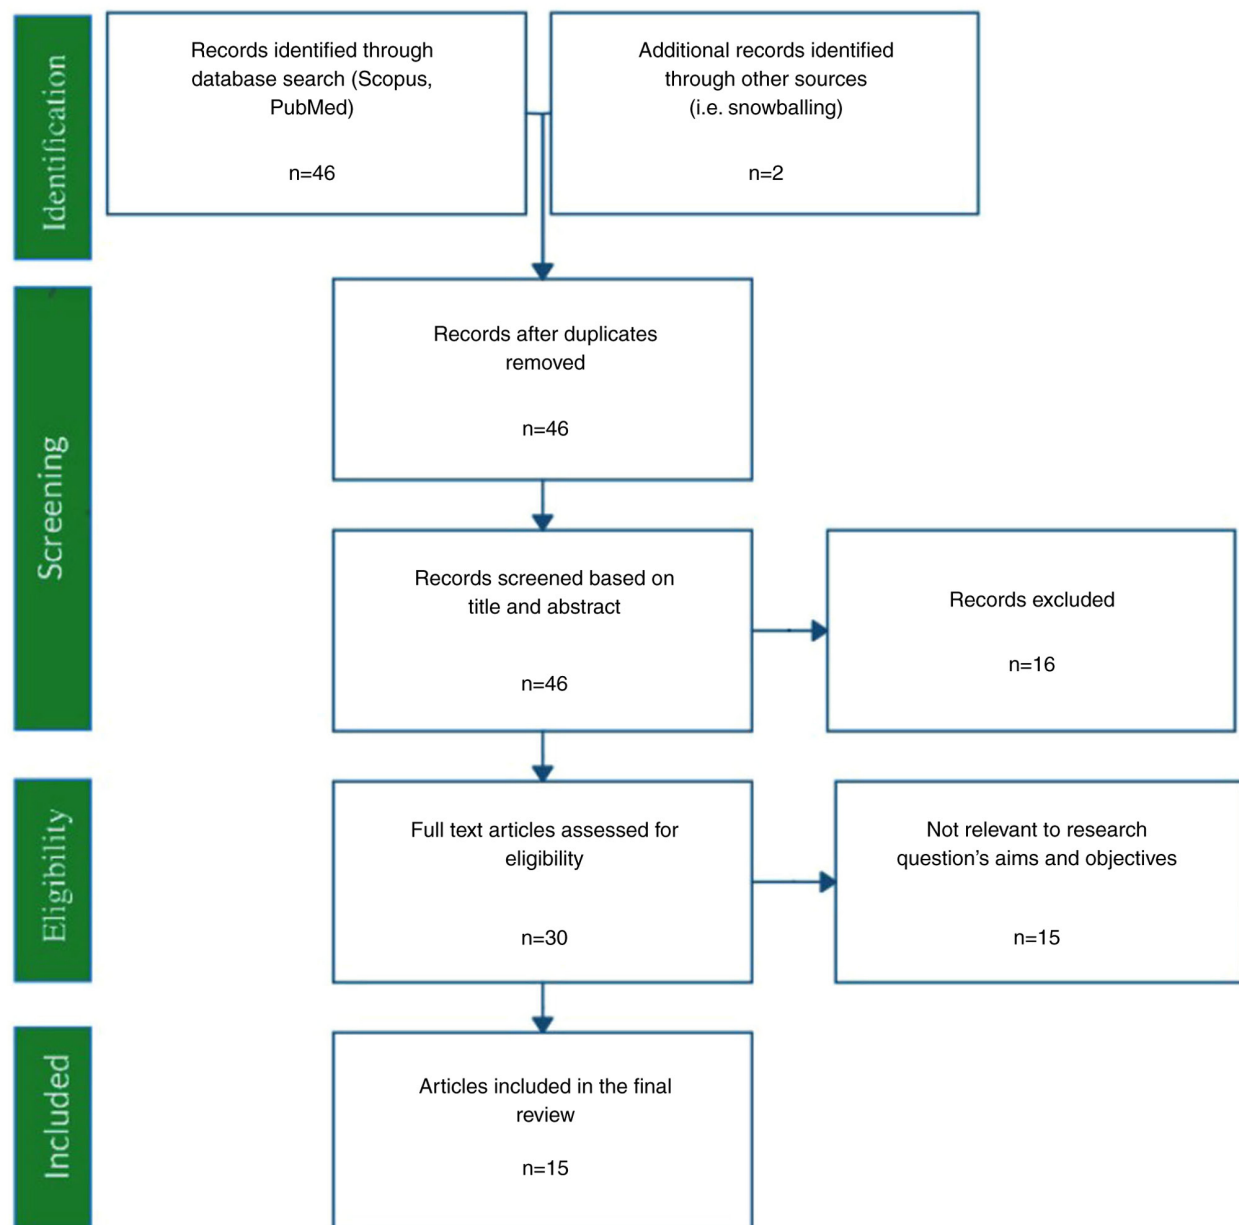 Identification
Records identified through
database search (Scopus,
PubMed)
n=46
Additional records identified
through other sources
(i.e. snowballing)
n=2
Screening
Records after duplicates
removed
n=46
Records screened based on
title and abstract
n=46
Records excluded
n=16
Eligibility
Full text articles assessed for
eligibility
n=30
Not relevant to research
question’s aims and objectives
n=15
Included
Articles included in the final
review
n=15